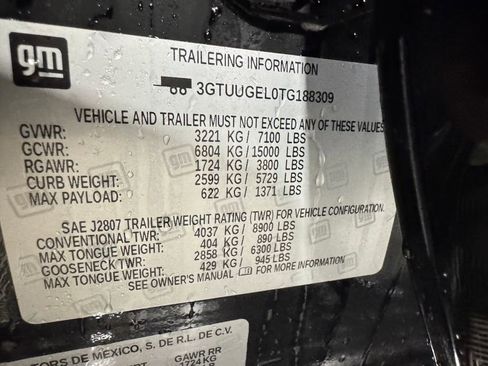 gm
TRAILERING INFORMATION
3GTUUGEL0TG188309
VEHICLE AND TRAILER MUST NOT EXCEED ANY OF THESE VALUES
GVWR: 3221 KG / 7100 LBS
GCWR: 6804 KG / 15000 LBS
RGAWR: 1724 KG / 3800 LBS
CURB WEIGHT: 2599 KG / 5729 LBS
MAX PAYLOAD: 622 KG / 1371 LBS
SAE J2807 TRAILER WEIGHT RATING (TWR) FOR VEHICLE CONFIGURATION.
CONVENTIONAL TWR: 4037 KG / 8900 LBS
MAX TONGUE WEIGHT: 404 KG / 890 LBS
GOOSENECK TWR: 2858 KG / 6300 LBS
MAX TONGUE WEIGHT: 429 KG / 945 LBS
SEE OWNER'S MANUAL FOR MORE INFORMATION
TORS DE MEXICO, S. DE R.L. DE C.V.
GAWR RR
1724 KG